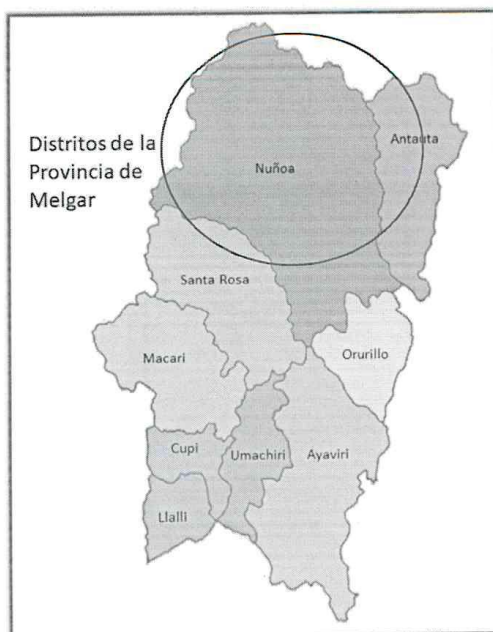 Distritos de la
Provincia de
Melgar
Nuñoa
Antauta
Santa Rosa
Orurillo
Macari
Cupi
Umachiri
Ayaviri
Llalli